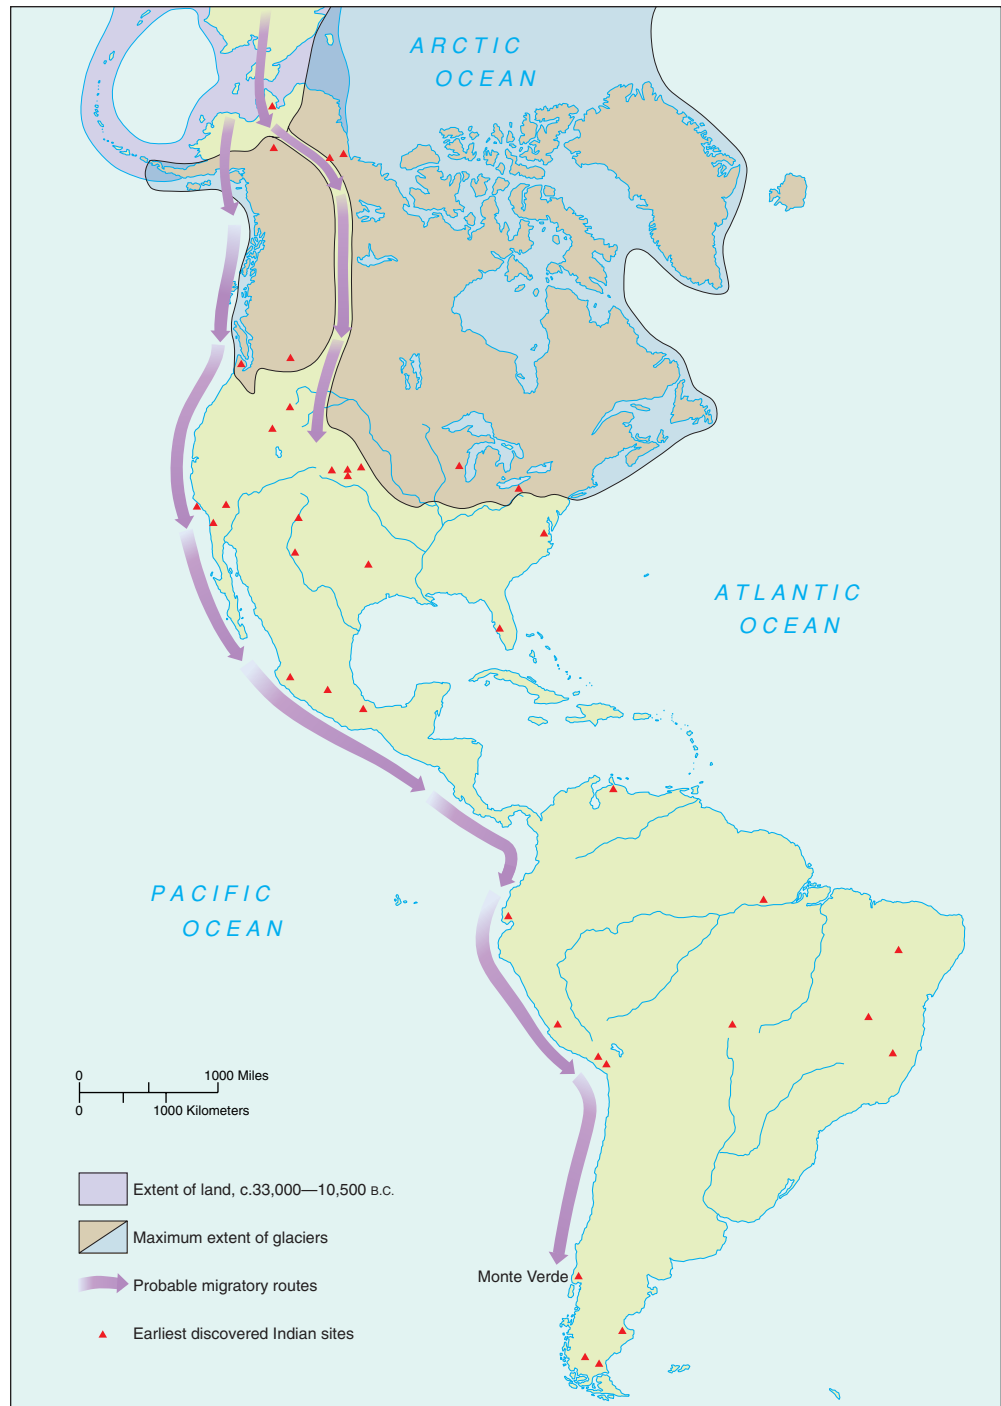 ARCTIC
OCEAN
ATLANTIC
OCEAN
PACIFIC
OCEAN
0 1000 Miles
0 1000 Kilometers
Extent of land, c.33,000—10,500 B.C.
Maximum extent of glaciers
Monte Verde
Probable migratory routes
Earliest discovered Indian sites